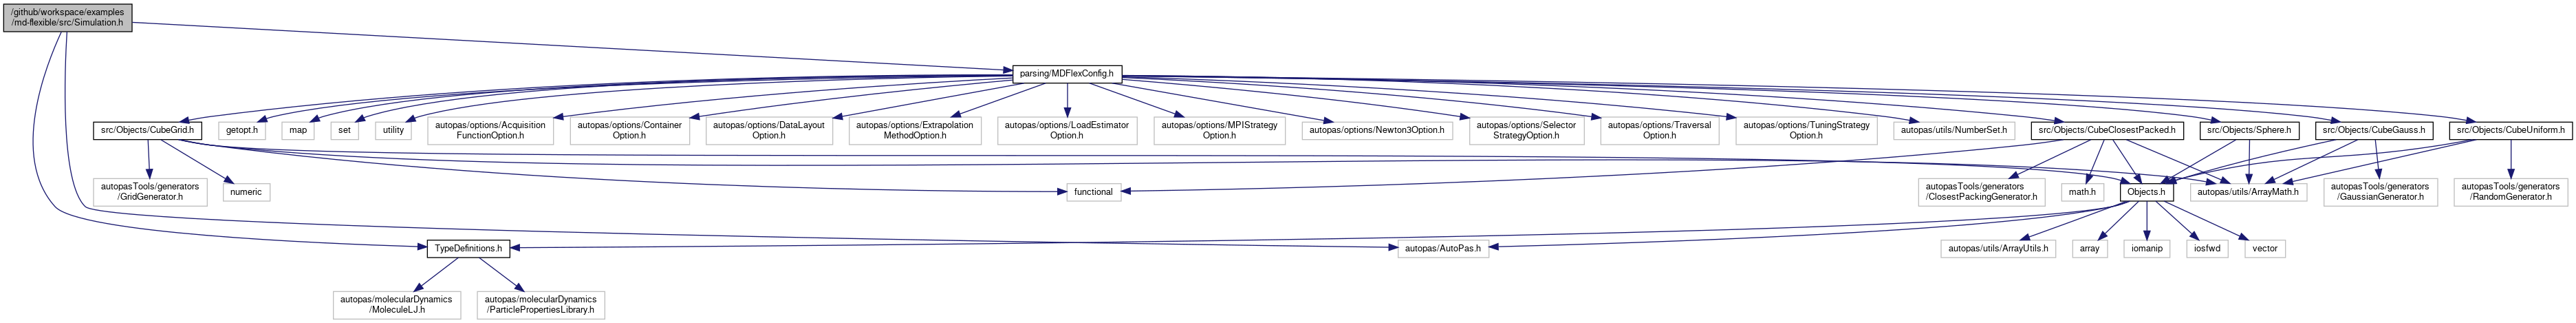 /github/workspace/examples
/md-flexible/src/Simulation.h
parsing/MDFlexConfig.h
src/Objects/CubeGrid.h
getopt.h
map
set
utility
autopas/options/Acquisition
FunctionOption.h
autopas/options/Container
Option.h
autopas/options/DataLayout
Option.h
autopas/options/Extrapolation
MethodOption.h
autopas/options/LoadEstimator
Option.h
autopas/options/MPIStrategy
Option.h
autopas/options/Newton3Option.h
autopas/options/Selector
StrategyOption.h
autopas/options/Traversal
Option.h
autopas/options/TuningStrategy
Option.h
autopas/utils/NumberSet.h
src/Objects/CubeClosestPacked.h
src/Objects/Sphere.h
src/Objects/CubeGauss.h
src/Objects/CubeUniform.h
autopasTools/generators
/GridGenerator.h
numeric
functional
autopasTools/generators
/ClosestPackingGenerator.h
math.h
Objects.h
autopas/utils/ArrayMath.h
autopasTools/generators
/GaussianGenerator.h
autopasTools/generators
/RandomGenerator.h
TypeDefinitions.h
autopas/AutoPas.h
autopas/utils/ArrayUtils.h
array
iomanip
iosfwd
vector
autopas/molecularDynamics
/MoleculeLJ.h
autopas/molecularDynamics
/ParticlePropertiesLibrary.h